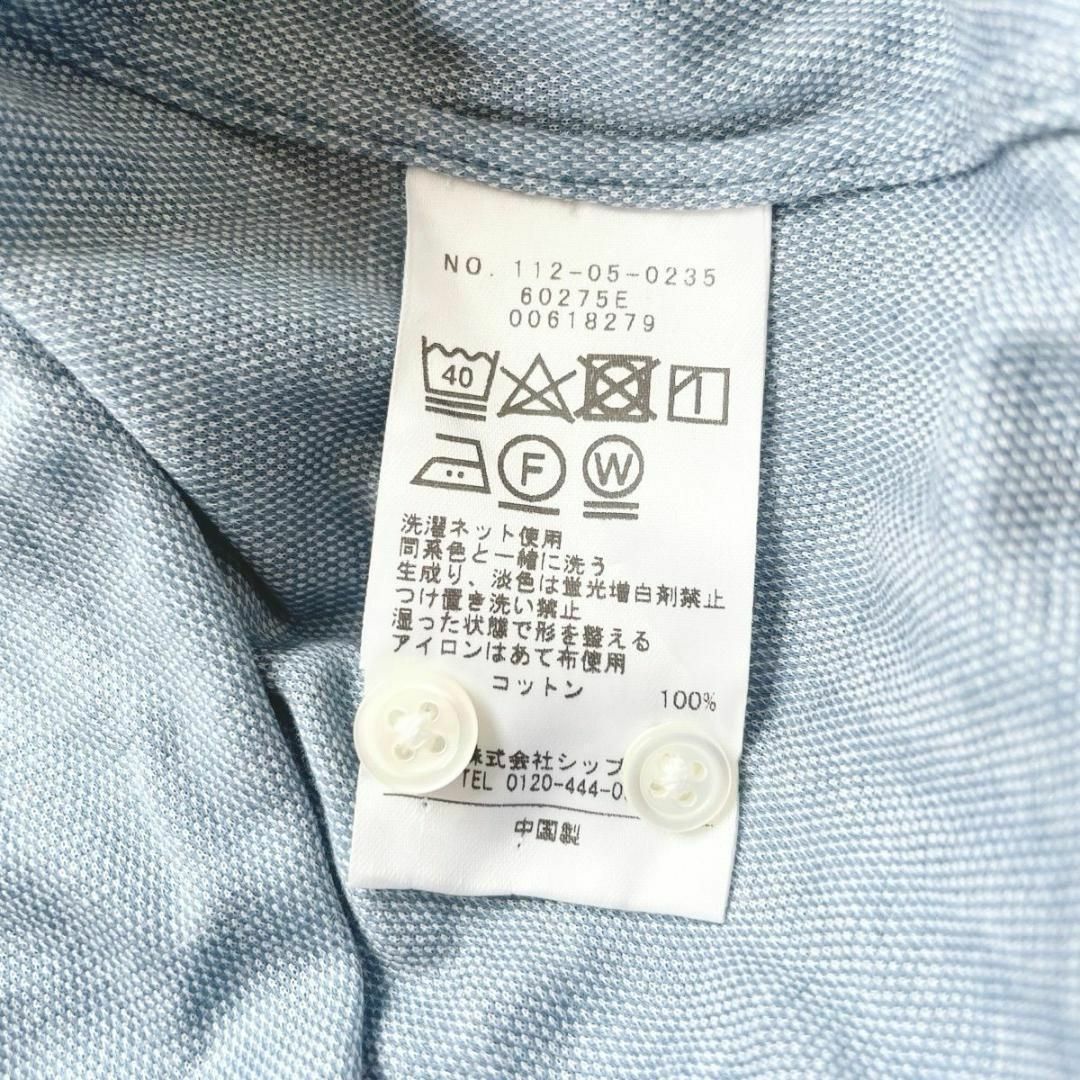 NO. 112-05-0235
60275E
00618279
40
F W
洗濯ネット使用
同系色と一緒に洗う
生成り、淡色は蛍光増白剤禁止
つけ置き洗い禁止
湿った状態で形を整える
アイロンはあて布使用
コットン 100%
株式会社シップ
TEL 0120-444-0
中国製